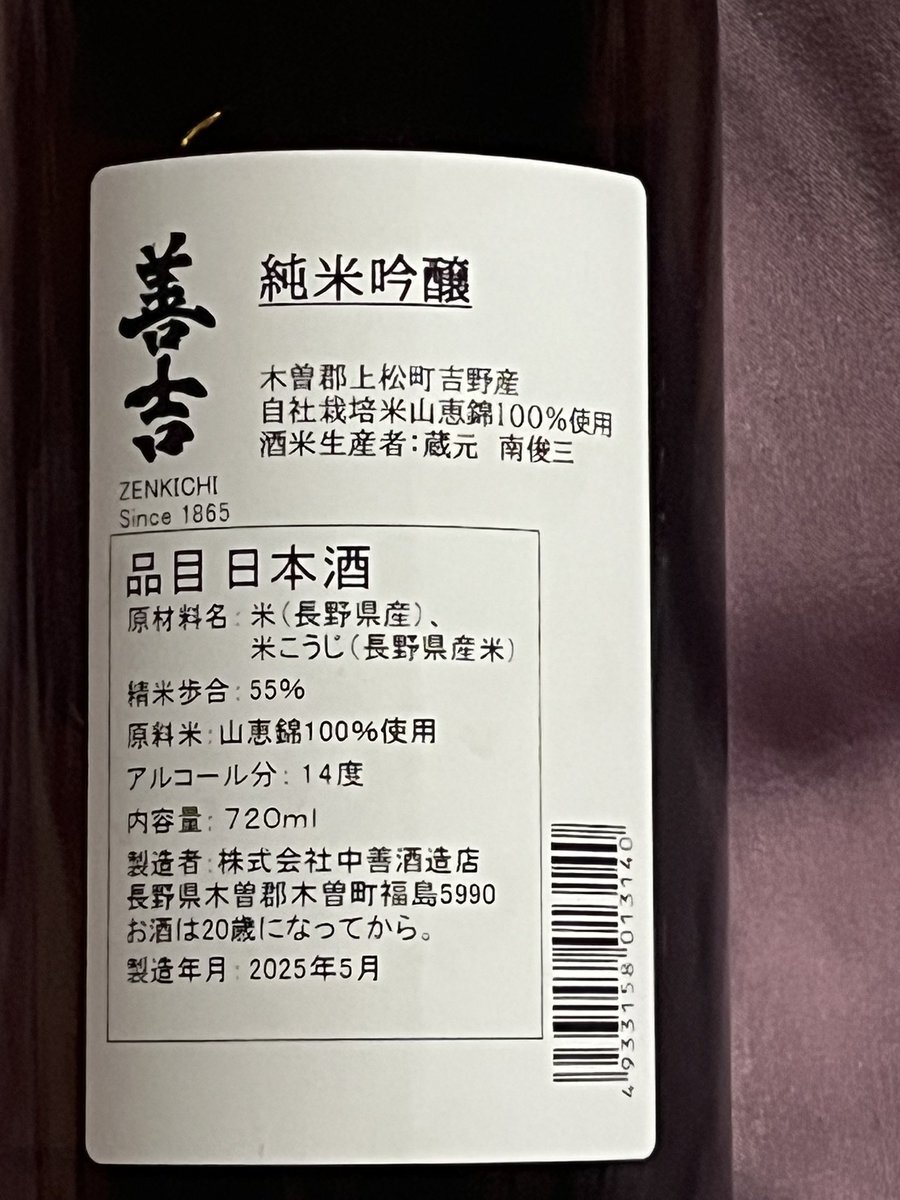 善吉
ZENKICHI
Since 1865
純米吟醸
木曽郡上松町吉野産
自社栽培米山恵錦100%使用
酒米生産者:蔵元 南俊三
品目 日本酒
原材料名:米(長野県産)、
米こうじ(長野県産米)
精米歩合:55%
原料米:山恵錦100%使用
アルコール分:14度
内容量:720ml
製造者:株式会社中善酒造店
長野県木曽郡木曽町福島5990
お酒は20歳になってから。
製造年月:2025年5月
4933158013140